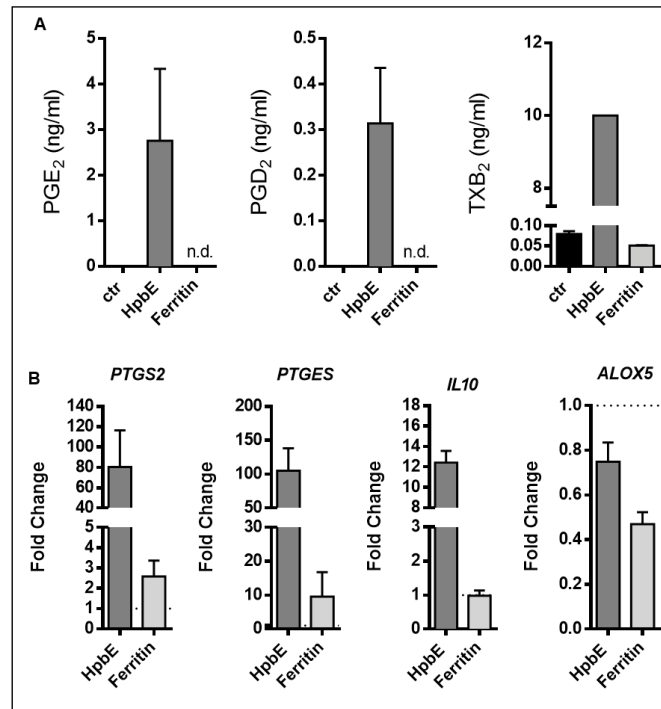 A
PGE₂ (ng/ml)
5
4
3
2
1
0
n.d.
ctr
HpbE
Ferritin
PGD₂ (ng/ml)
0.5
0.4
0.3
0.2
0.1
0.0
n.d.
ctr
HpbE
Ferritin
TXB₂ (ng/ml)
12
10
8
0.10
0.05
0.00
ctr
HpbE
Ferritin
B
PTGS2
Fold Change
140
120
100
80
60
40
5
4
3
2
1
0
HpbE
Ferritin
PTGES
Fold Change
200
150
100
50
30
20
10
0
HpbE
Ferritin
IL10
Fold Change
18
16
14
12
10
8
6
3
2
1
0
HpbE
Ferritin
ALOX5
Fold Change
1.0
0.8
0.6
0.4
0.2
0.0
HpbE
Ferritin